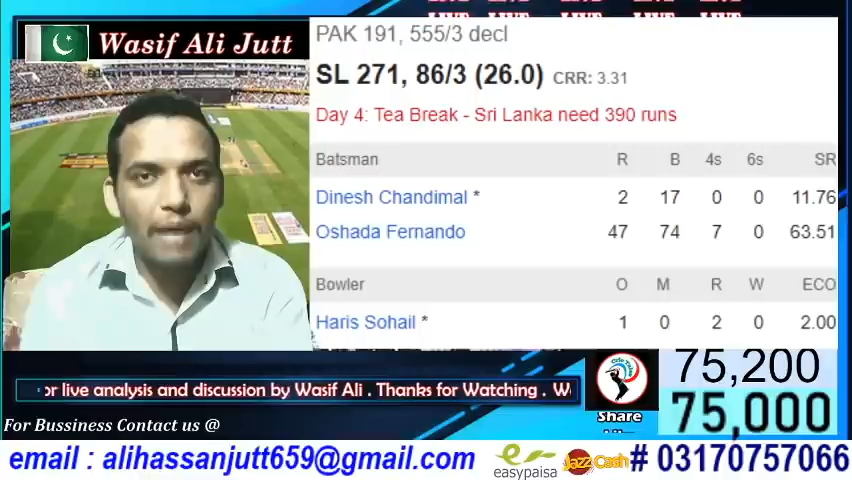 Wasif Ali Jutt
PAK 191, 555/3 decl
SL 271, 86/3 (26.0) CRR: 3.31
Day 4: Tea Break - Sri Lanka need 390 runs
Batsman R B 4s 6s SR
Dinesh Chandimal * 2 17 0 0 11.76
Oshada Fernando 47 74 7 0 63.51
Bowler O M R W ECO
Haris Sohail * 1 0 2 0 2.00
or live analysis and discussion by Wasif Ali . Thanks for Watching . W
Share
75,200
75,000
For Bussiness Contact us @
email : alihassanjutt659@gmail.com
easypaisa
JazzCash
# 03170757066